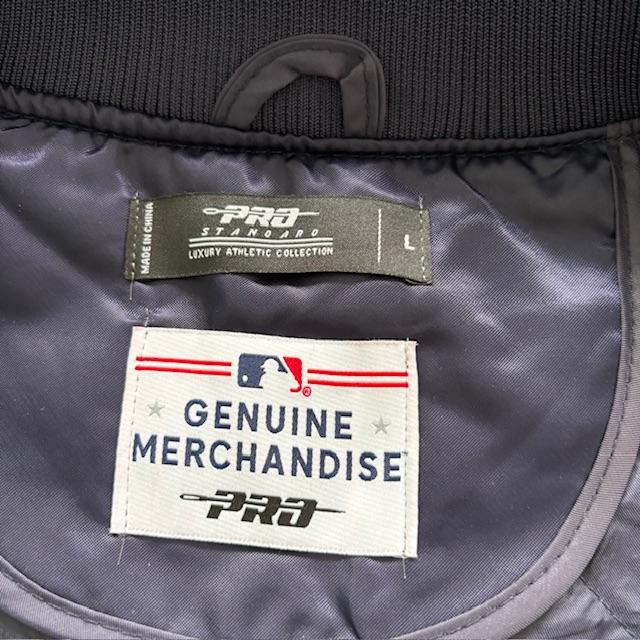 PRO
STANDARD
LUXURY ATHLETIC COLLECTION
MADE IN CHINA
L
GENUINE
MERCHANDISE
PRO